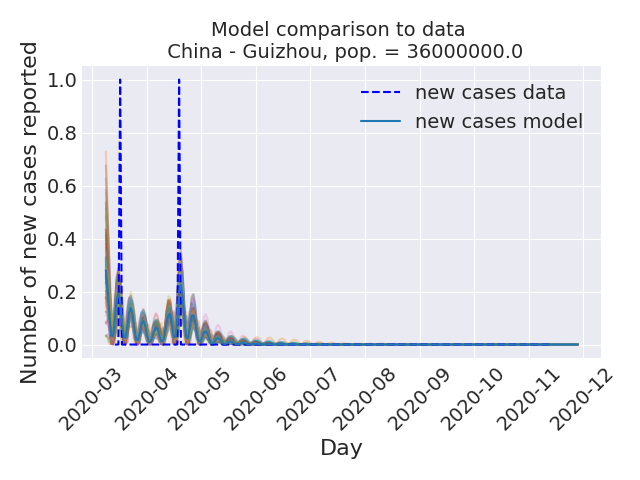 Model comparison to data
China - Guizhou, pop. = 36000000.0
Number of new cases reported
1.0
0.8
0.6
0.4
0.2
0.0
new cases data
new cases model
2020-03
2020-04
2020-05
2020-06
2020-07
2020-08
2020-09
2020-10
2020-11
2020-12
Day